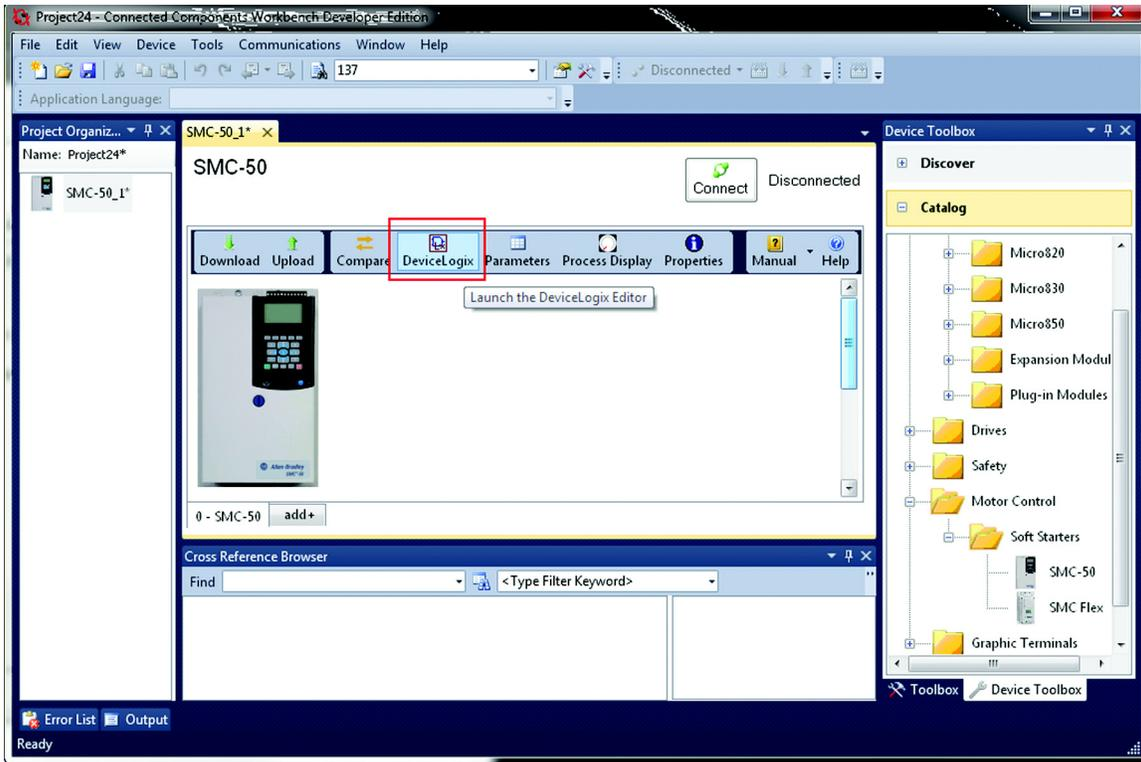 Project24 - Connected Components Workbench Developer Edition
File Edit View Device Tools Communications Window Help
137
Disconnected
Application Language:
Project Organiz...
Name: Project24*
SMC-50_1*
SMC-50_1*
SMC-50
Connect
Disconnected
Download Upload Compare DeviceLogix Parameters Process Display Properties Manual Help
Launch the DeviceLogix Editor
Allen-Bradley
SMC-50
0 - SMC-50 add+
Cross Reference Browser
Find <Type Filter Keyword>
Device Toolbox
Discover
Catalog
Micro820
Micro830
Micro850
Expansion Modul
Plug-in Modules
Drives
Safety
Motor Control
Soft Starters
SMC-50
SMC Flex
Graphic Terminals
Toolbox Device Toolbox
Error List Output
Ready